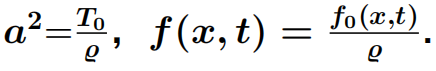 a²=T₀/ϱ, f(x,t) = f₀(x,t)/ϱ.